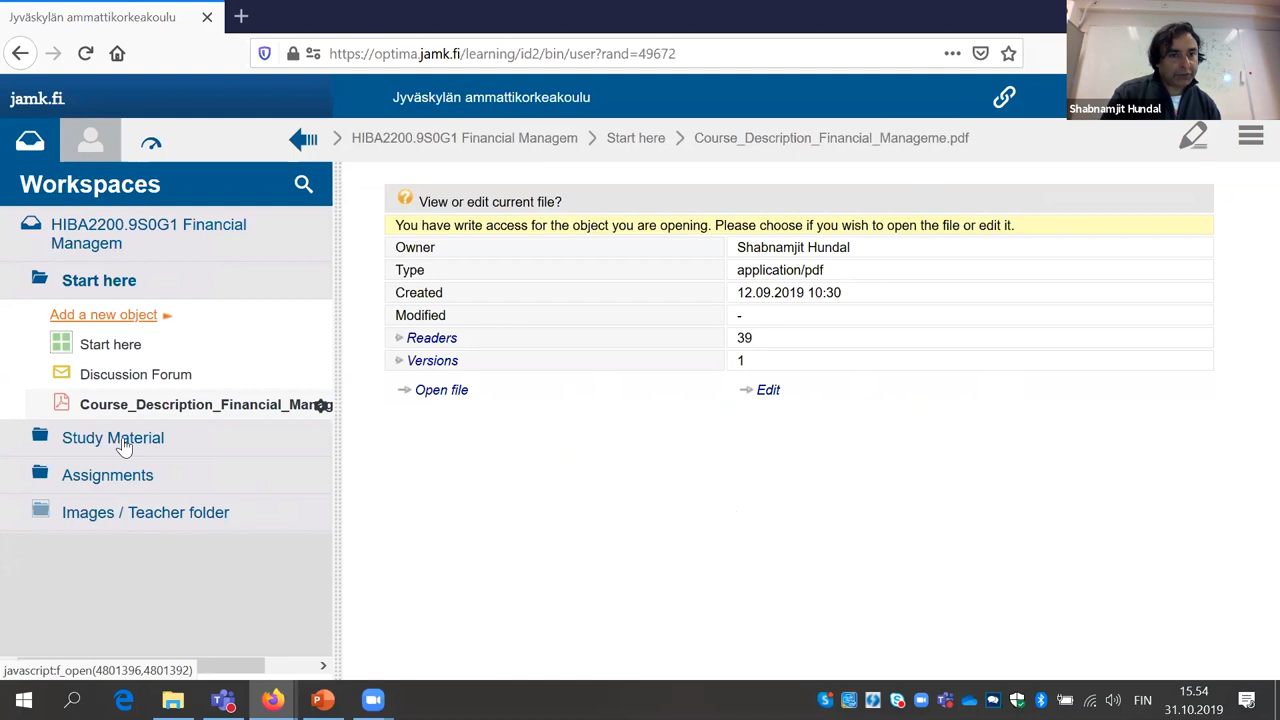 Jyväskylän ammattikorkeakoulu
https://optima.jamk.fi/learning/id2/bin/user?rand=49672
Shabnamjit Hundal
jamk.fi
Jyväskylän ammattikorkeakoulu
HIBA2200.9S0G1 Financial Managem
Start here
Course_Description_Financial_Manageme.pdf
Workspaces
HIBA2200.9S0G1 Financial
Managem
Start here
Add a new object
Start here
Discussion Forum
Course_Description_Financial_Manag
Study Material
Assignments
Images / Teacher folder
View or edit current file?
You have write access for the object you are opening. Please choose if you wish to open the file or edit it.
Owner Shabnamjit Hundal
Type application/pdf
Created 12.09.2019 10:30
Modified -
Readers 39
Versions 1
Open file Edit
javascript:f_open(4801396,4801392)
FIN
15.54
31.10.2019